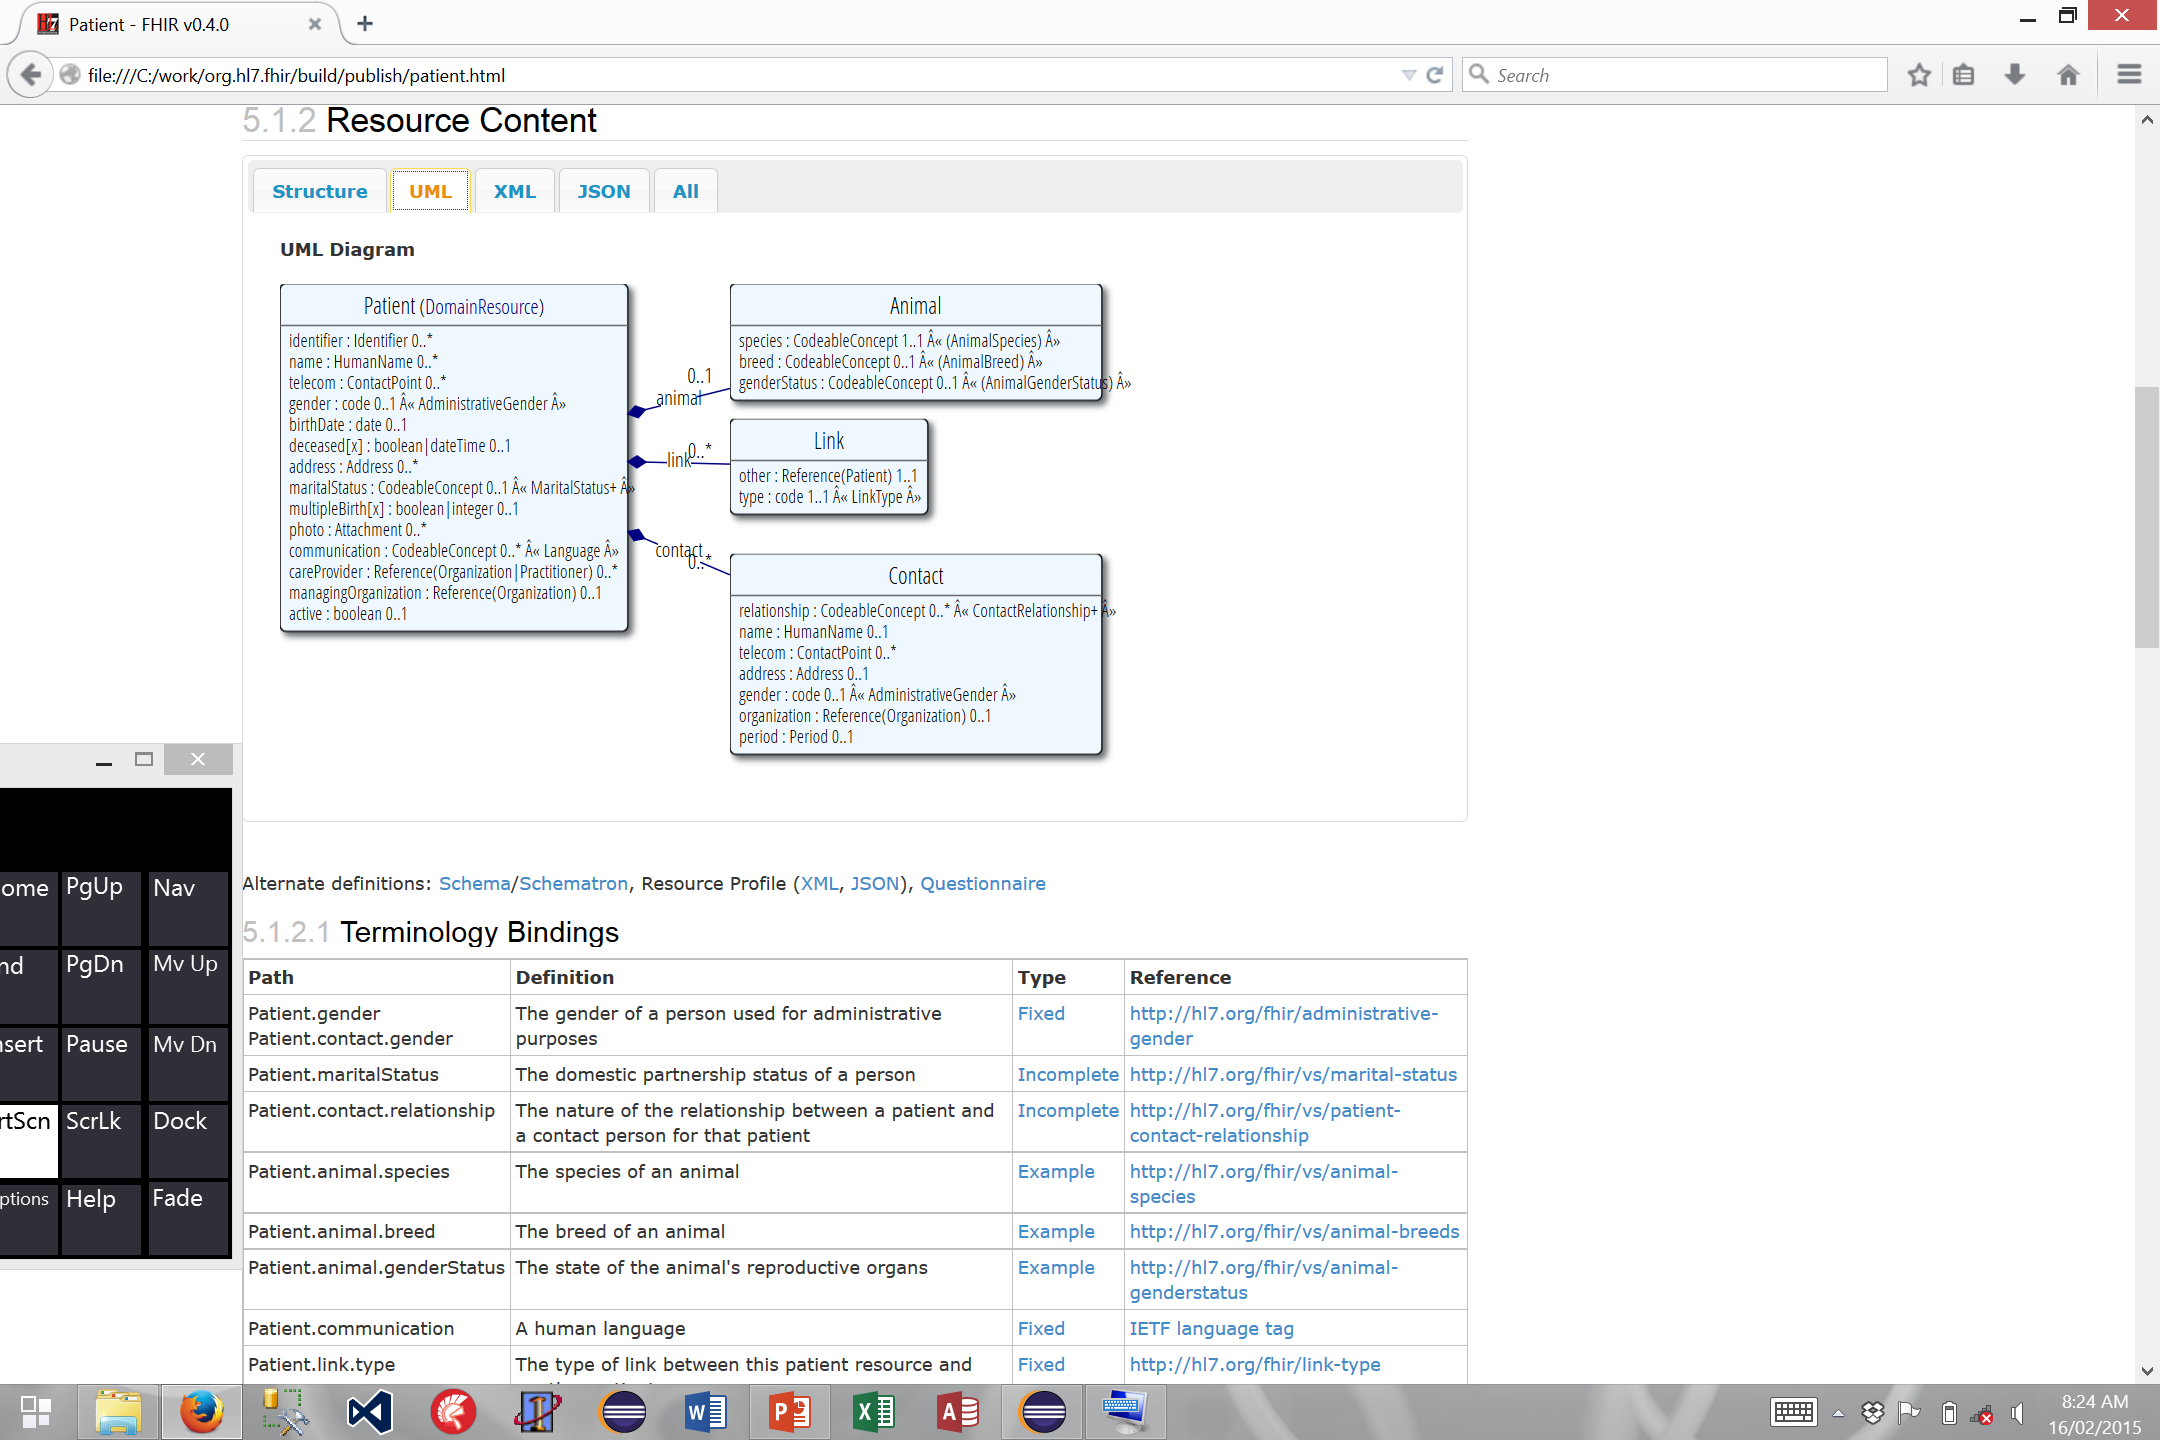 Patient - FHIR v0.4.0
file:///C:/work/org.hl7.fhir/build/publish/patient.html
Search
5.1.2 Resource Content
Structure
UML
XML
JSON
All
UML Diagram
Patient (DomainResource)
identifier : Identifier 0..*
name : HumanName 0..*
telecom : ContactPoint 0..*
gender : code 0..1 Â« AdministrativeGender Â»
birthDate : date 0..1
deceased[x] : boolean|dateTime 0..1
address : Address 0..*
maritalStatus : CodeableConcept 0..1 Â« MaritalStatus+ Â»
multipleBirth[x] : boolean|integer 0..1
photo : Attachment 0..*
communication : CodeableConcept 0..* Â« Language Â»
careProvider : Reference(Organization|Practitioner) 0..*
managingOrganization : Reference(Organization) 0..1
active : boolean 0..1
0..1
animal
0..*
link
contact
0..*
Animal
species : CodeableConcept 1..1 Â« (AnimalSpecies) Â»
breed : CodeableConcept 0..1 Â« (AnimalBreed) Â»
genderStatus : CodeableConcept 0..1 Â« (AnimalGenderStatus) Â»
Link
other : Reference(Patient) 1..1
type : code 1..1 Â« LinkType Â»
Contact
relationship : CodeableConcept 0..* Â« ContactRelationship+ Â»
name : HumanName 0..1
telecom : ContactPoint 0..*
address : Address 0..1
gender : code 0..1 Â« AdministrativeGender Â»
organization : Reference(Organization) 0..1
period : Period 0..1
ome PgUp Nav
nd PgDn Mv Up
nsert Pause Mv Dn
rtScn ScrLk Dock
ptions Help Fade
Alternate definitions: Schema/Schematron, Resource Profile (XML, JSON), Questionnaire
5.1.2.1 Terminology Bindings
Path Definition Type Reference
Patient.gender The gender of a person used for administrative Fixed http://hl7.org/fhir/administrative-
Patient.contact.gender purposes gender
Patient.maritalStatus The domestic partnership status of a person Incomplete http://hl7.org/fhir/vs/marital-status
Patient.contact.relationship The nature of the relationship between a patient and Incomplete http://hl7.org/fhir/vs/patient-
a contact person for that patient contact-relationship
Patient.animal.species The species of an animal Example http://hl7.org/fhir/vs/animal-
species
Patient.animal.breed The breed of an animal Example http://hl7.org/fhir/vs/animal-breeds
Patient.animal.genderStatus The state of the animal's reproductive organs Example http://hl7.org/fhir/vs/animal-
genderstatus
Patient.communication A human language Fixed IETF language tag
Patient.link.type The type of link between this patient resource and Fixed http://hl7.org/fhir/link-type
8:24 AM
16/02/2015